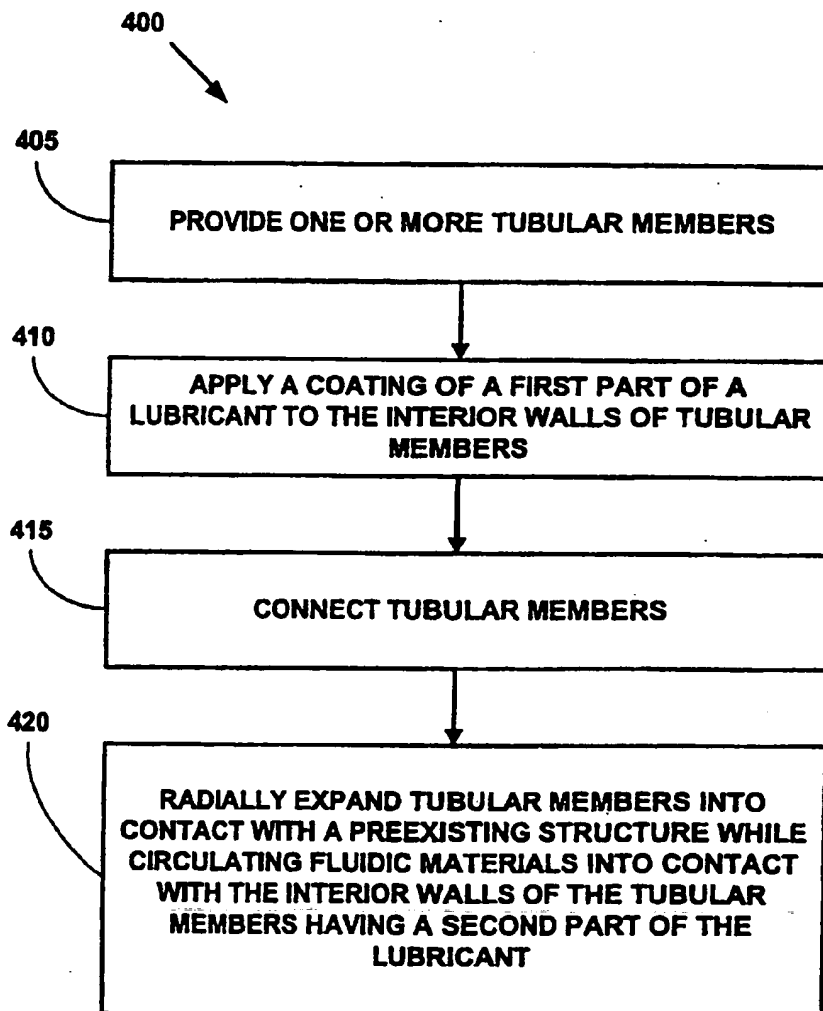 400
405
PROVIDE ONE OR MORE TUBULAR MEMBERS
410
APPLY A COATING OF A FIRST PART OF A
LUBRICANT TO THE INTERIOR WALLS OF TUBULAR
MEMBERS
415
CONNECT TUBULAR MEMBERS
420
RADIALLY EXPAND TUBULAR MEMBERS INTO
CONTACT WITH A PREEXISTING STRUCTURE WHILE
CIRCULATING FLUIDIC MATERIALS INTO CONTACT
WITH THE INTERIOR WALLS OF THE TUBULAR
MEMBERS HAVING A SECOND PART OF THE
LUBRICANT